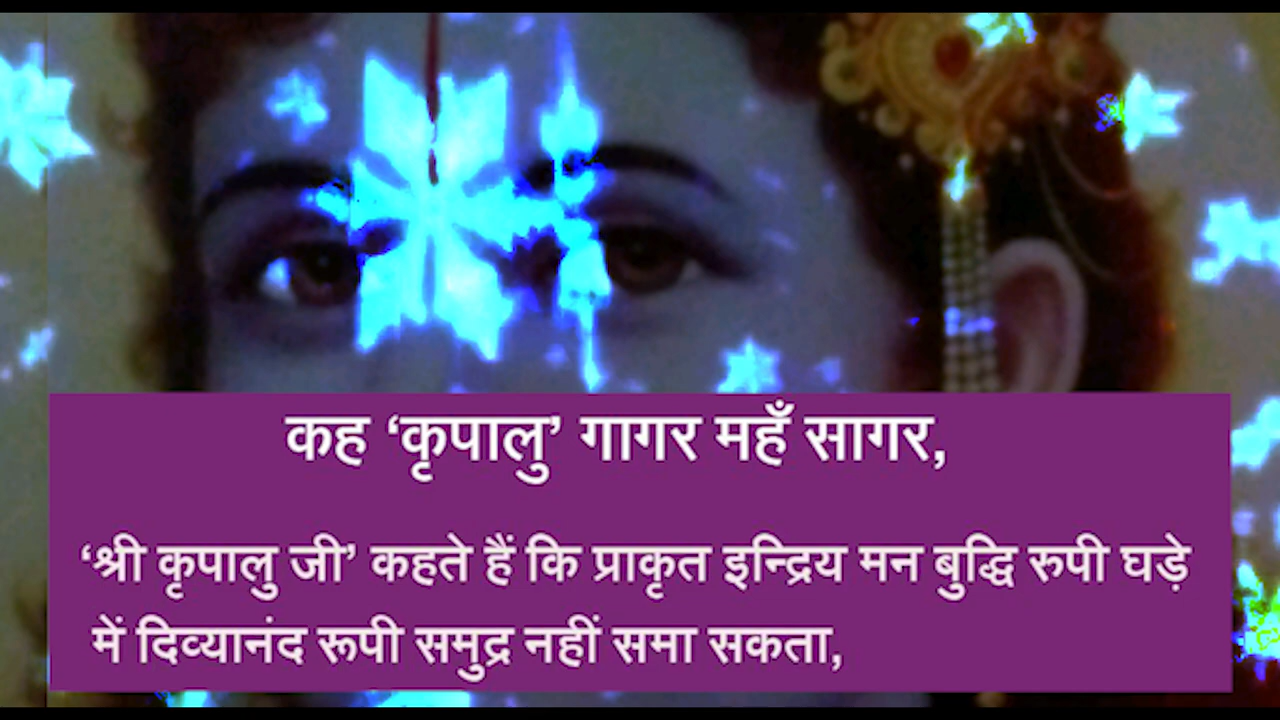 कह ‘कृपालु’ गागर महँ सागर,
‘श्री कृपालु जी’ कहते हैं कि प्राकृत इन्द्रिय मन बुद्धि रूपी घड़े
में दिव्यानंद रूपी समुद्र नहीं समा सकता,